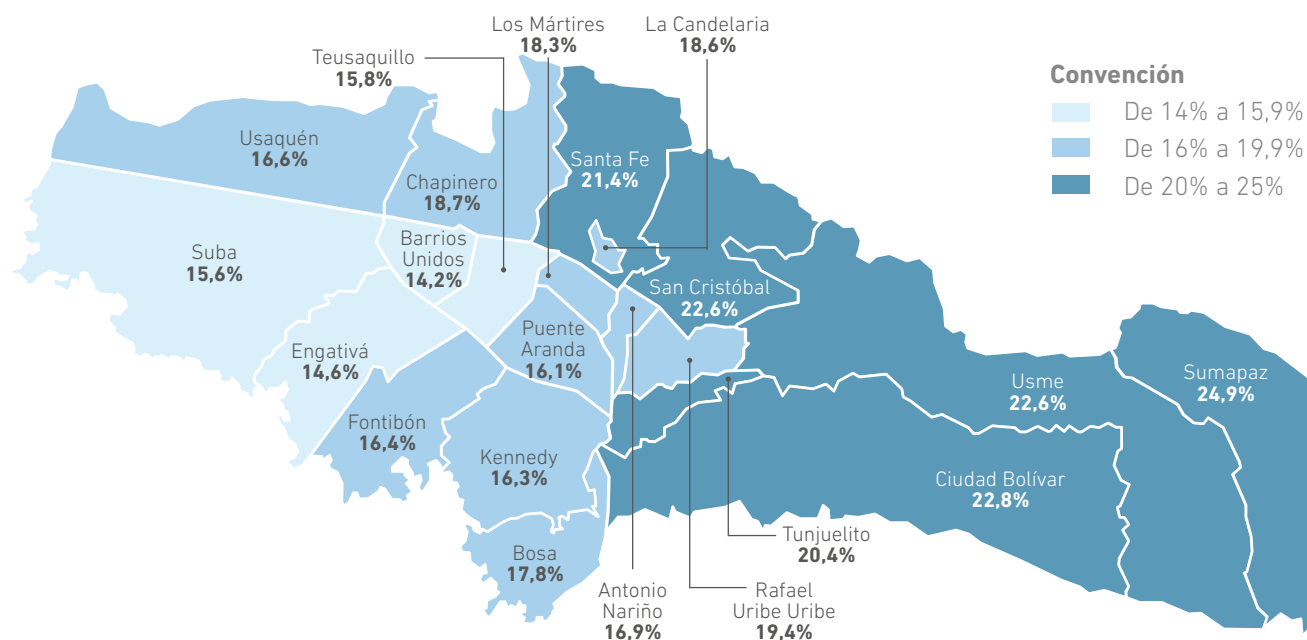 Los Mártires
18,3%
La Candelaria
18,6%
Teusaquillo
15,8%
Convención
De 14% a 15,9%
De 16% a 19,9%
De 20% a 25%
Usaquén
16,6%
Chapinero
18,7%
Santa Fe
21,4%
Suba
15,6%
Barrios
Unidos
14,2%
San Cristóbal
22,6%
Engativá
14,6%
Puente
Aranda
16,1%
Usme
22,6%
Sumapaz
24,9%
Fontibón
16,4%
Kennedy
16,3%
Ciudad Bolívar
22,8%
Bosa
17,8%
Tunjuelito
20,4%
Antonio
Nariño
16,9%
Rafael
Uribe Uribe
19,4%